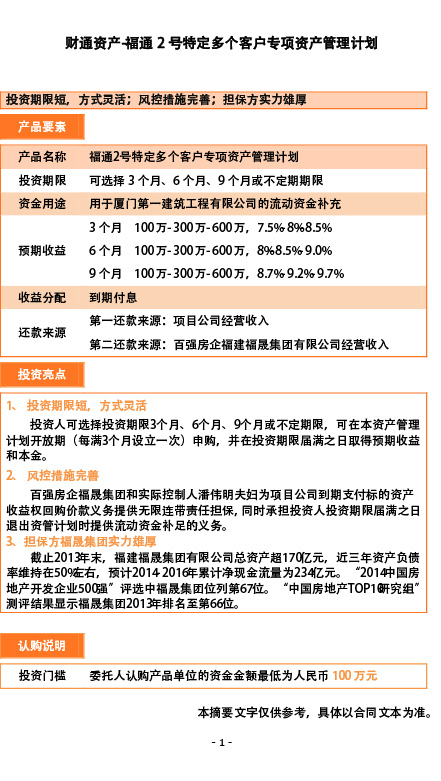 财通资产-福通 2 号特定多个客户专项资产管理计划
投资期限短，方式灵活；风控措施完善；担保方实力雄厚
产品要素
产品名称 福通2号特定多个客户专项资产管理计划
投资期限 可选择 3 个月、6 个月、9 个月或不定期期限
资金用途 用于厦门第一建筑工程有限公司的流动资金补充
3 个月 100万-300万-600万，7.5%-8%-8.5%
预期收益 6 个月 100万-300万-600万，8%-8.5%-9.0%
9 个月 100万-300万-600万，8.7%-9.2%-9.7%
收益分配 到期付息
还款来源 第一还款来源：项目公司经营收入
第二还款来源：百强房企福建福晟集团有限公司经营收入
投资亮点
1、 投资期限短，方式灵活
投资人可选择投资期限3个月、6个月、9个月或不定期限，可在本资产管理
计划开放期（每满3个月设立一次）申购，并在投资期限届满之日取得预期收益
和本金。
2、 风控措施完善
百强房企福晟集团和实际控制人潘伟明夫妇为项目公司到期支付标的资产
收益权回购价款义务提供无限连带责任担保，同时承担投资人投资期限届满之日
退出资管计划时提供流动资金补足的义务。
3、担保方福晟集团实力雄厚
截止2013年末，福建福晟集团有限公司总资产超170亿元，近三年资产负债
率维持在50%左右，预计2014-2016年累计净现金流量为234亿元。“2014中国房
地产开发企业500强”评选中福晟集团位列第67位。“中国房地产TOP10研究组”
测评结果显示福晟集团2013年排名至第66位。
认购说明
投资门槛 委托人认购产品单位的资金金额最低为人民币 100 万元
本摘要文字仅供参考，具体以合同文本为准。
- 1 -